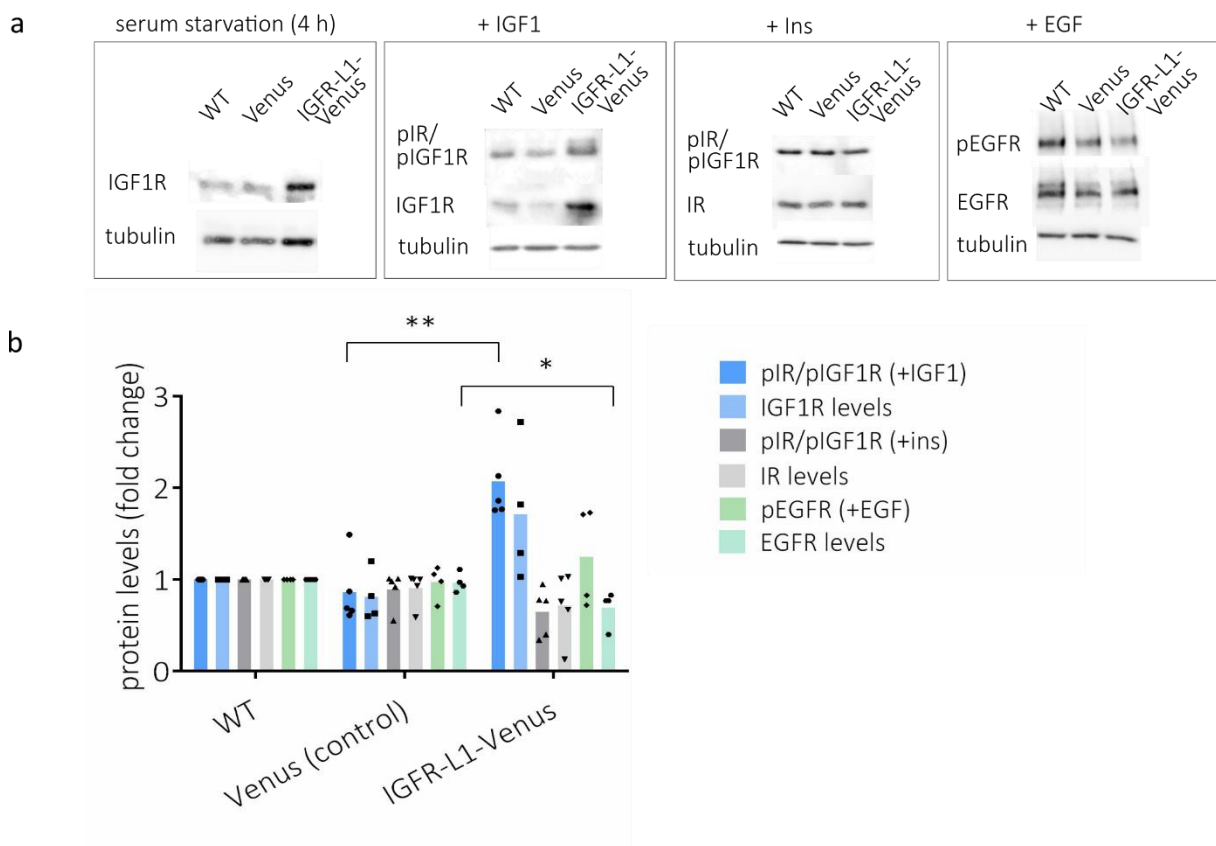 a
serum starvation (4 h)
+ IGF1
+ Ins
+ EGF
WT
Venus
IGFR-L1-
Venus
IGF1R
tubulin
WT
Venus
IGFR-L1-
Venus
pIR/
pIGF1R
IGF1R
tubulin
WT
Venus
IGFR-L1-
Venus
pIR/
pIGF1R
IR
tubulin
WT
Venus
IGFR-L1-
Venus
pEGFR
EGFR
tubulin
b
**
*
protein levels (fold change)
3
2
1
0
WT
Venus (control)
IGFR-L1-Venus
pIR/pIGF1R (+IGF1)
IGF1R levels
pIR/pIGF1R (+ins)
IR levels
pEGFR (+EGF)
EGFR levels